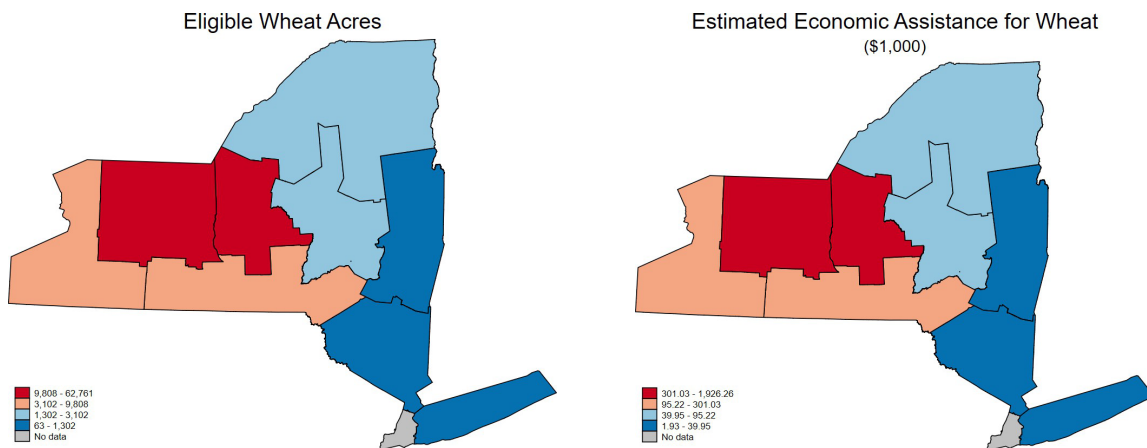 Eligible Wheat Acres
9,808 - 62,761
3,102 - 9,808
1,302 - 3,102
63 - 1,302
No data
Estimated Economic Assistance for Wheat
($1,000)
301.03 - 1,926.26
95.22 - 301.03
39.95 - 95.22
1.93 - 39.95
No data